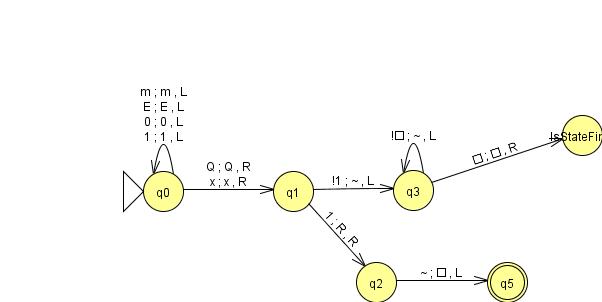 m ; m , L
E ; E , L
0 ; 0 , L
1 ; 1 , L
Q ; Q , R
x ; x , R
!□ ; ~ , L
□ ; □ , R
IsStateFin
q0
q1
!1 ; ~ , L
q3
1 ; R , R
~ ; □ , L
q2
q5